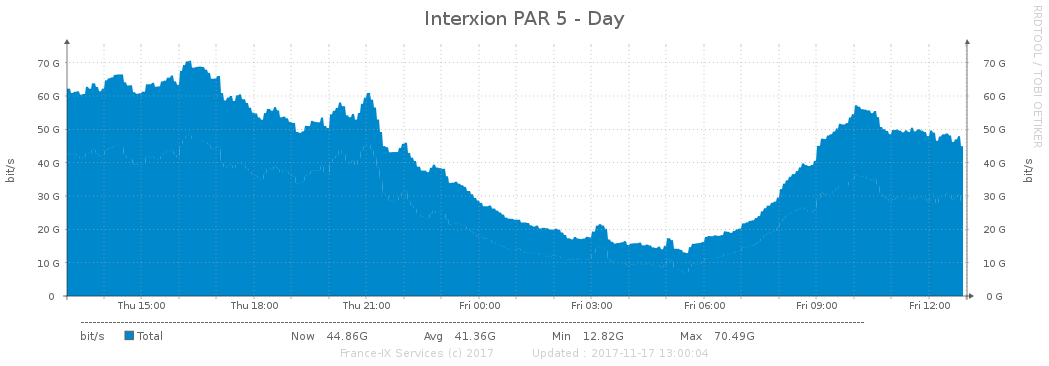 Interxion PAR 5 - Day
RRDTOOL / TOBI OETIKER
bit/s
70 G 70 G
60 G 60 G
50 G 50 G
40 G 40 G
30 G 30 G
20 G 20 G
10 G 10 G
0 0 G
bit/s
Thu 15:00 Thu 18:00 Thu 21:00 Fri 00:00 Fri 03:00 Fri 06:00 Fri 09:00 Fri 12:00
bit/s Total Now 44.86G Avg 41.36G Min 12.82G Max 70.49G
France-IX Services (c) 2017 Updated : 2017-11-17 13:00:04